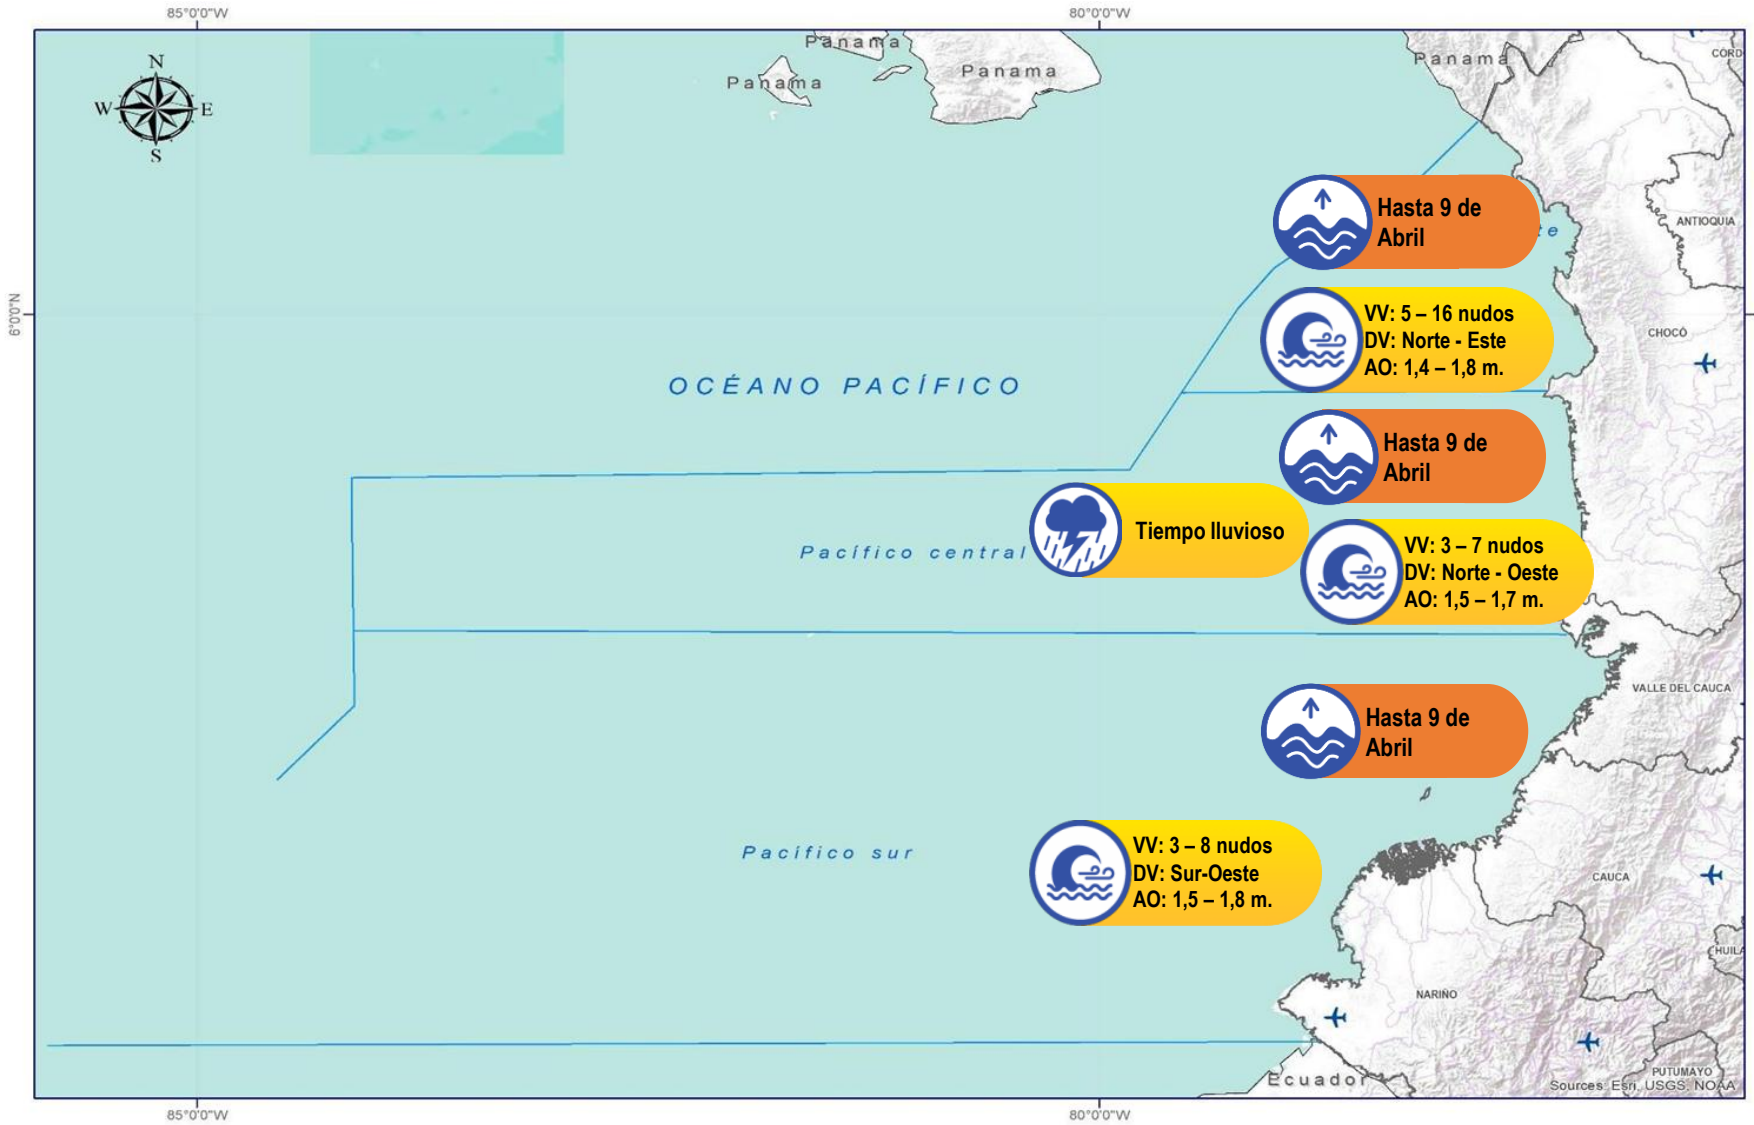 85°0'0"W
80°0'0"W
N
W
E
S
Panama
Panama
Panama
Panama
CÓRD
ANTIOQUIA
Hasta 9 de
Abril
te
6°0'0"N
VV: 5 – 16 nudos
DV: Norte - Este
AO: 1,4 – 1,8 m.
CHOCÓ
OCÉANO PACÍFICO
Hasta 9 de
Abril
Tiempo lluvioso
Pacífico central
VV: 3 – 7 nudos
DV: Norte - Oeste
AO: 1,5 – 1,7 m.
VALLE DEL CAUCA
Hasta 9 de
Abril
Pacífico sur
VV: 3 – 8 nudos
DV: Sur-Oeste
AO: 1,5 – 1,8 m.
CAUCA
HUILA
NARIÑO
PUTUMAYO
Ecuador
Sources: Esri, USGS, NOAA
85°0'0"W
80°0'0"W